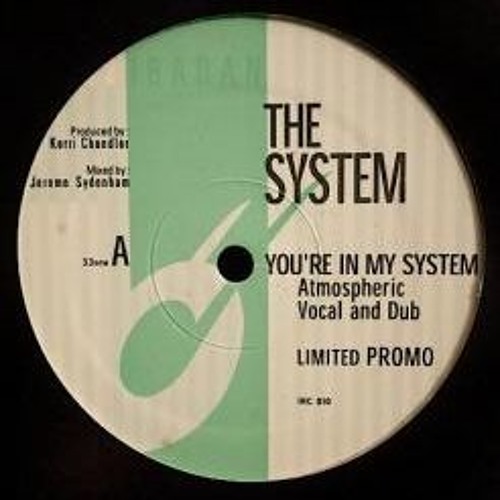 IBADAN
THE
SYSTEM
Produced by:
Kerri Chandler
Mixed by:
Jerome Sydenham
33RPM A
YOU'RE IN MY SYSTEM
Atmospheric
Vocal and Dub
LIMITED PROMO
IRC 010